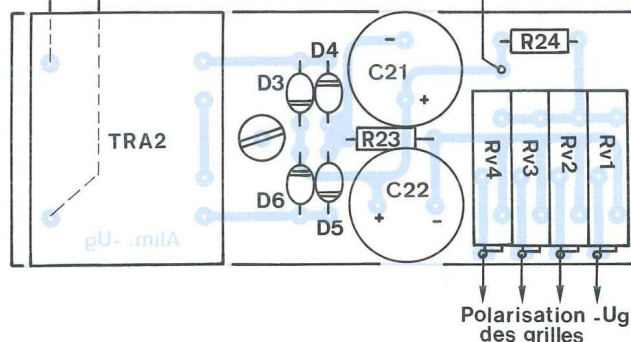 D4
R24
D3
C21
-
+
TRA2
R23
Rv4
Rv3
Rv2
Rv1
D6
C22
D5
+
-
Alim. -Ug
Polarisation -Ug
des grilles